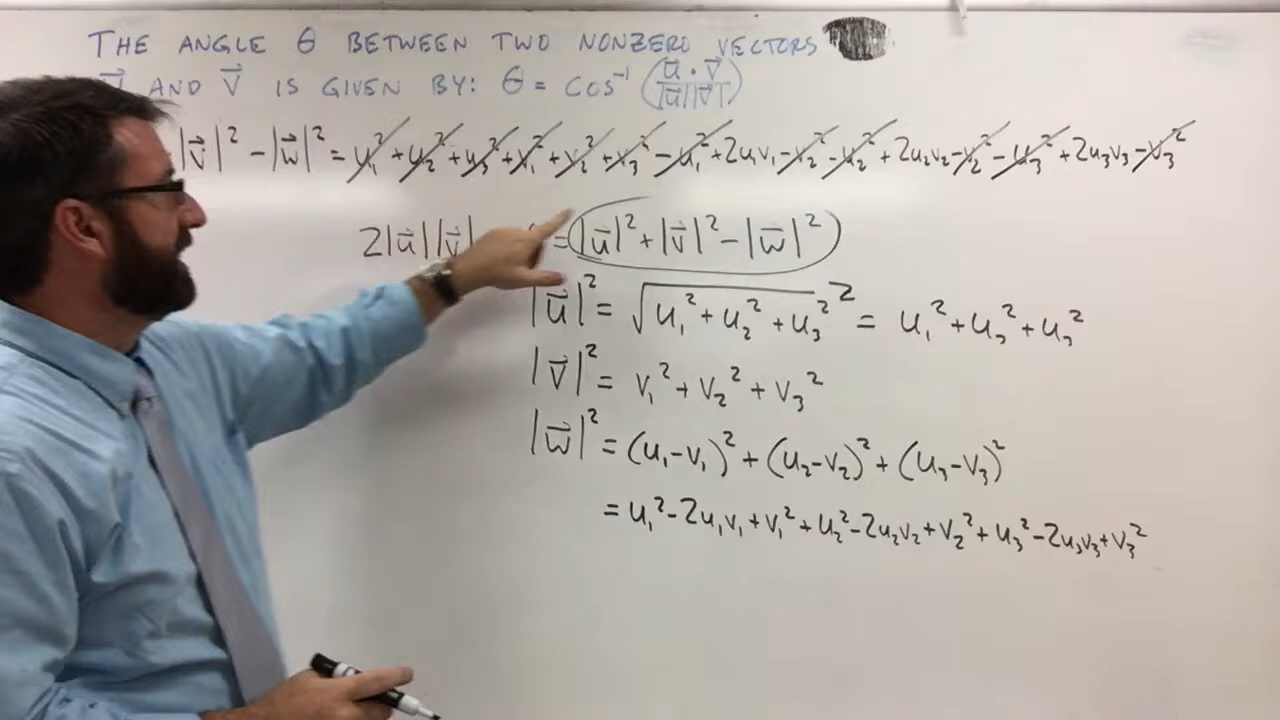 THE ANGLE θ BETWEEN TWO NONZERO VECTORS
AND v⃗ IS GIVEN BY: θ = COS⁻¹ (u⃗ · v⃗ / |u⃗||v⃗|)
|v⃗|² - |w⃗|² = u₁² + u₂² + u₃² + v₁² + v₂² + v₃² - u₁² + 2u₁v₁ - v₂² - u₂² + 2u₂v₂ - v₂² - u₃² + 2u₃v₃ - v₃²
2|u⃗||v⃗| = |u⃗|² + |v⃗|² - |w⃗|²
|u⃗|² = √(u₁² + u₂² + u₃²)² = u₁² + u₂² + u₃²
|v⃗|² = v₁² + v₂² + v₃²
|w⃗|² = (u₁-v₁)² + (u₂-v₂)² + (u₃-v₃)²
= u₁² - 2u₁v₁ + v₁² + u₂² - 2u₂v₂ + v₂² + u₃² - 2u₃v₃ + v₃²